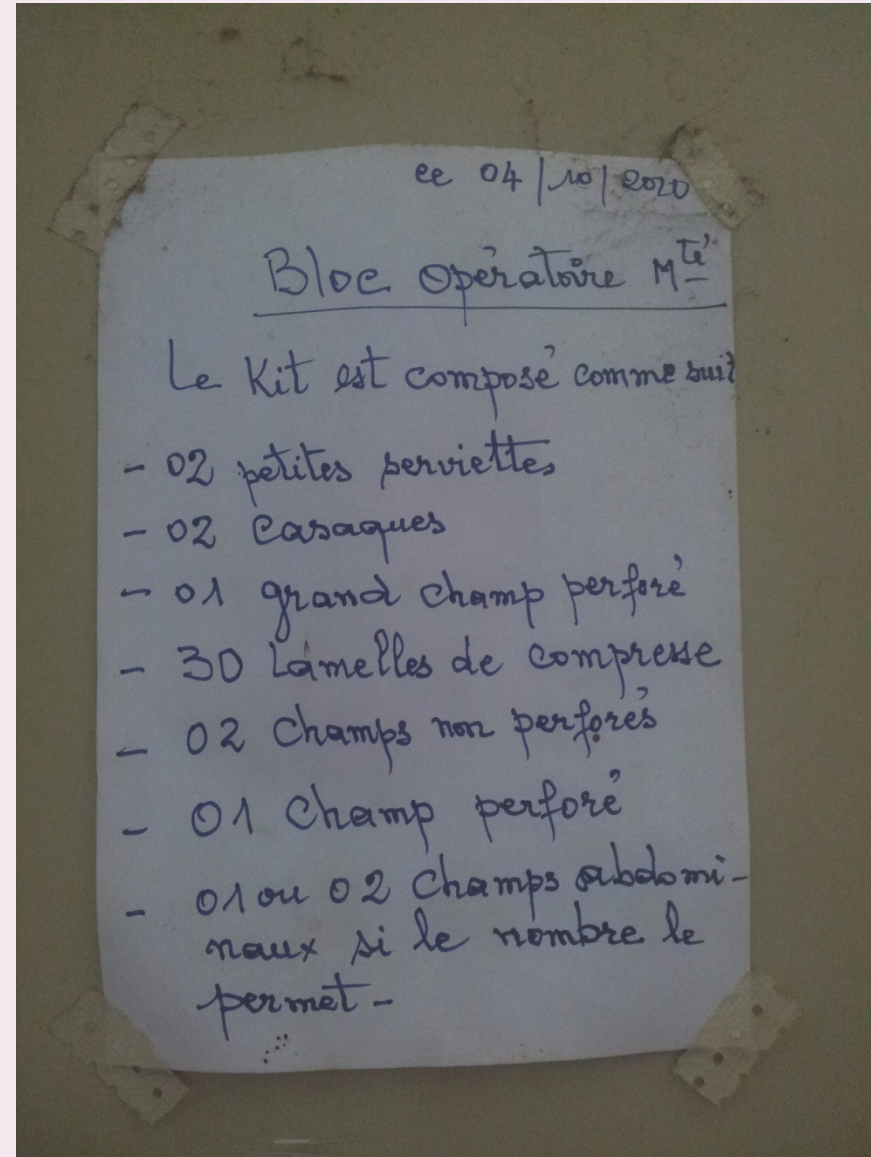 ce 04/10/2020
Bloc Opératoire Mté
Le Kit est composé comme suit
- 02 petites serviettes
- 02 Casaques
- 01 grand champ perforé
- 30 Lamelles de compresse
- 02 Champs non perforés
- 01 Champ perforé
- 01 ou 02 Champs abdomi-
naux si le nombre le
permet -